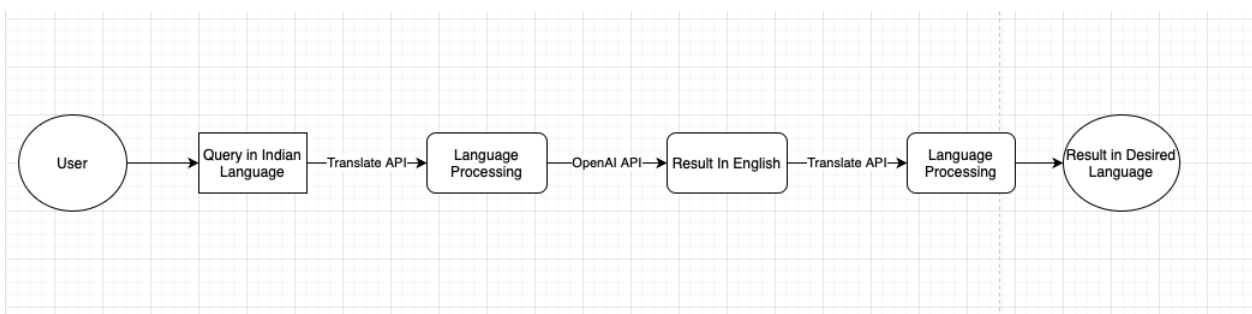 User
Query in Indian
Language
Translate API
Language
Processing
OpenAI API
Result In English
Translate API
Language
Processing
Result in Desired
Language